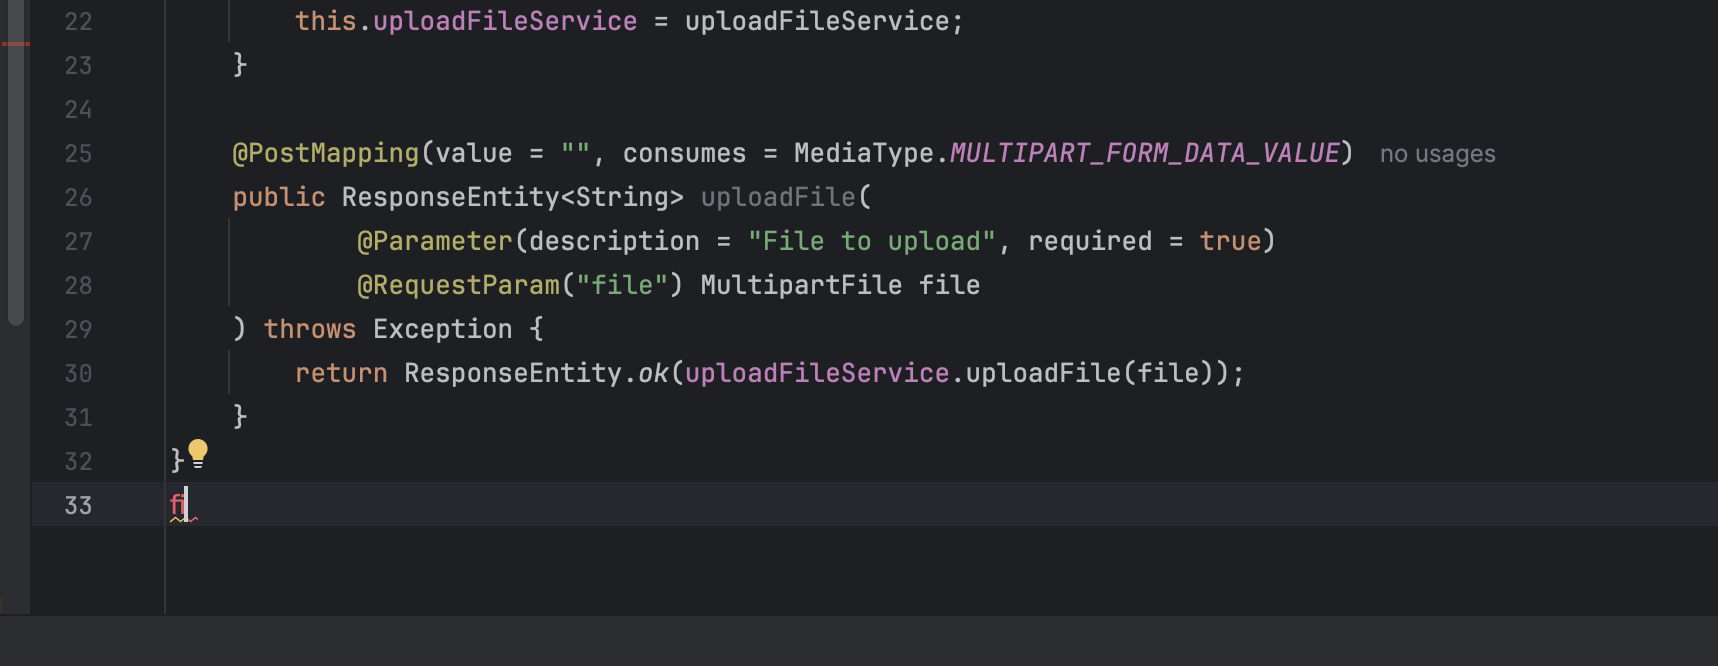 22 this.uploadFileService = uploadFileService;
23 }
24
25 @PostMapping(value = "", consumes = MediaType.MULTIPART_FORM_DATA_VALUE) no usages
26 public ResponseEntity<String> uploadFile(
27 @Parameter(description = "File to upload", required = true)
28 @RequestParam("file") MultipartFile file
29 ) throws Exception {
30 return ResponseEntity.ok(uploadFileService.uploadFile(file));
31 }
32 }
33 fi